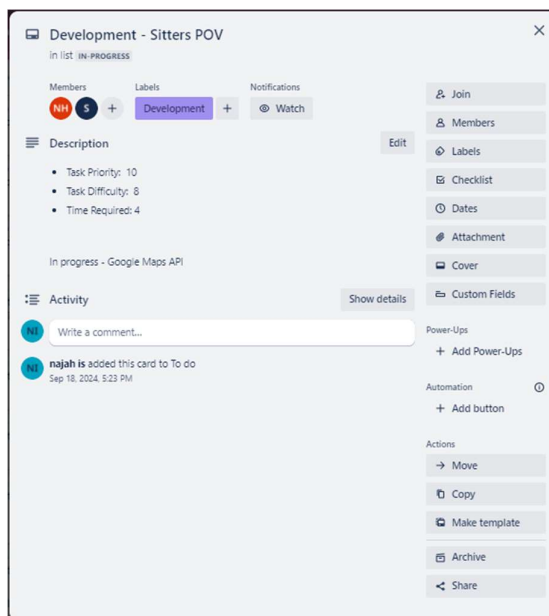 Development - Sitters POV
in list IN-PROGRESS
Members
Labels
Notifications
NH
S
Development
Watch
Description
Edit
Task Priority: 10
Task Difficulty: 8
Time Required: 4
In progress - Google Maps API
Activity
Show details
NI
Write a comment...
NI
najah is added this card to To do
Sep 18, 2024, 5:23 PM
Join
Members
Labels
Checklist
Dates
Attachment
Cover
Custom Fields
Power-Ups
+ Add Power-Ups
Automation
+ Add button
Actions
Move
Copy
Make template
Archive
Share